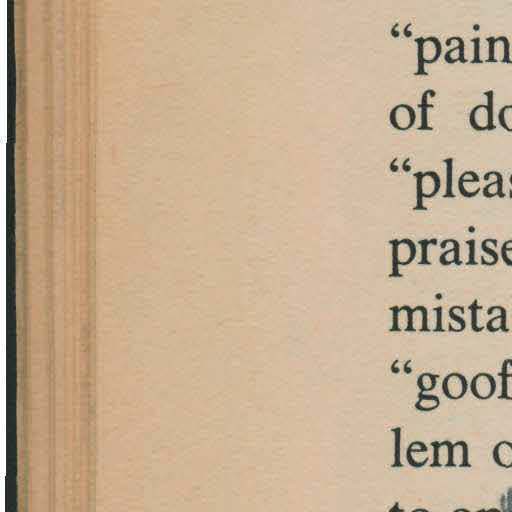 “pain
of do
“pleas
praise
mista
“goof
lem o